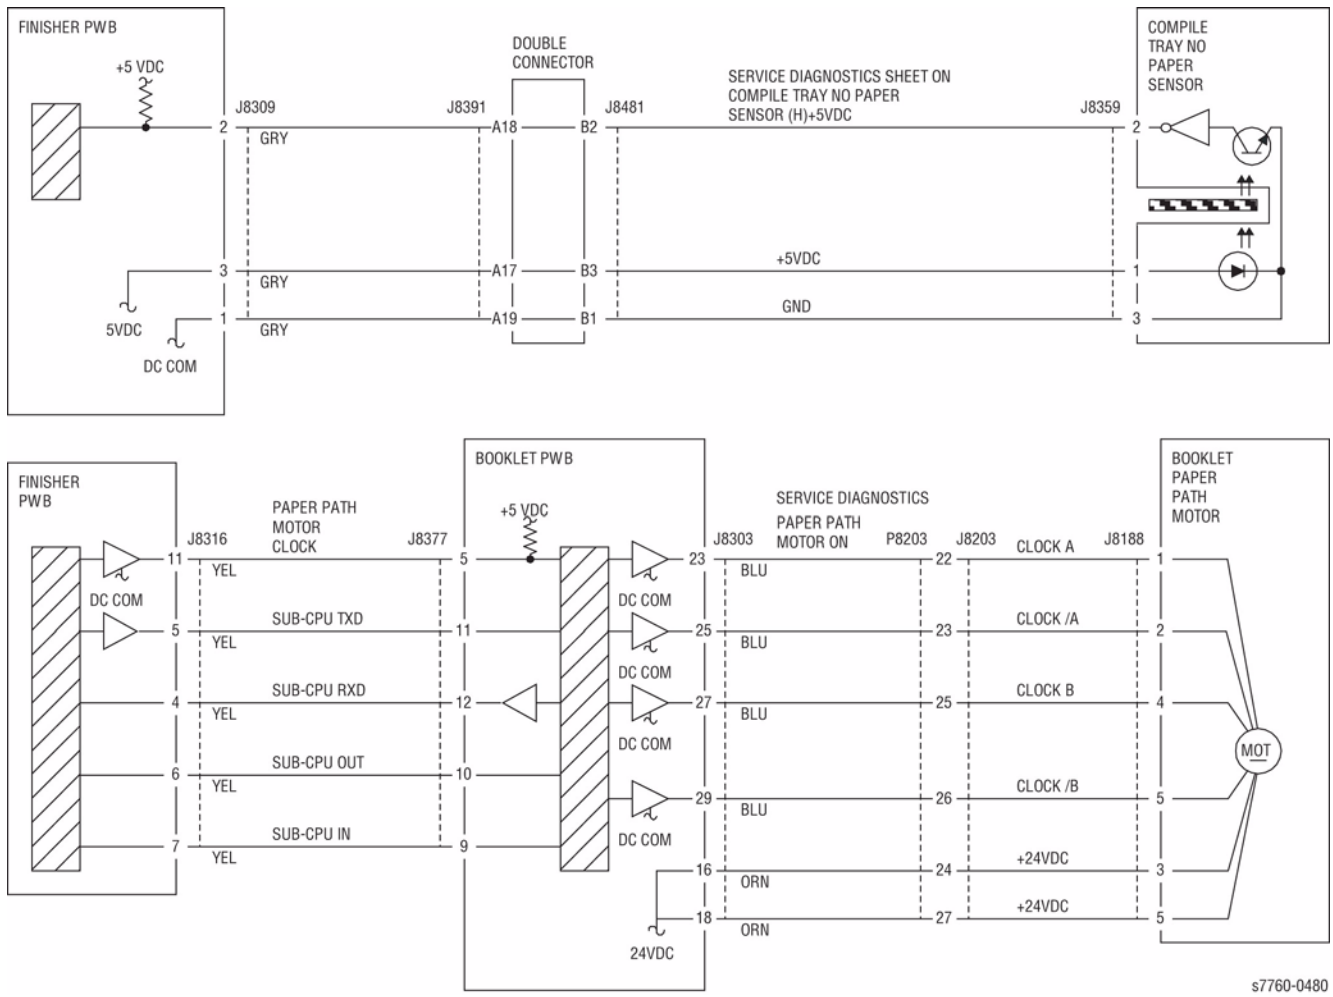 FINISHER PWB
+5 VDC
J8309
2
GRY
3
GRY
5VDC
1
GRY
DC COM
DOUBLE
CONNECTOR
J8391
J8481
A18
B2
A17
B3
A19
B1
SERVICE DIAGNOSTICS SHEET ON
COMPILE TRAY NO PAPER
SENSOR (H)+5VDC
+5VDC
GND
J8359
2
1
3
COMPILE
TRAY NO
PAPER
SENSOR
FINISHER
PWB
DC COM
J8316
PAPER PATH
MOTOR
CLOCK
J8377
11
YEL
5
5
YEL
SUB-CPU TXD
11
4
YEL
SUB-CPU RXD
12
6
YEL
SUB-CPU OUT
10
7
YEL
SUB-CPU IN
9
BOOKLET PWB
+5 VDC
DC COM
DC COM
DC COM
DC COM
24VDC
SERVICE DIAGNOSTICS
PAPER PATH
MOTOR ON
J8303
P8203
J8203
J8188
23
BLU
22
CLOCK A
1
25
BLU
23
CLOCK /A
2
27
BLU
25
CLOCK B
4
29
BLU
26
CLOCK /B
5
16
ORN
24
+24VDC
3
18
ORN
27
+24VDC
5
BOOKLET
PAPER
PATH
MOTOR
MOT
s7760-0480